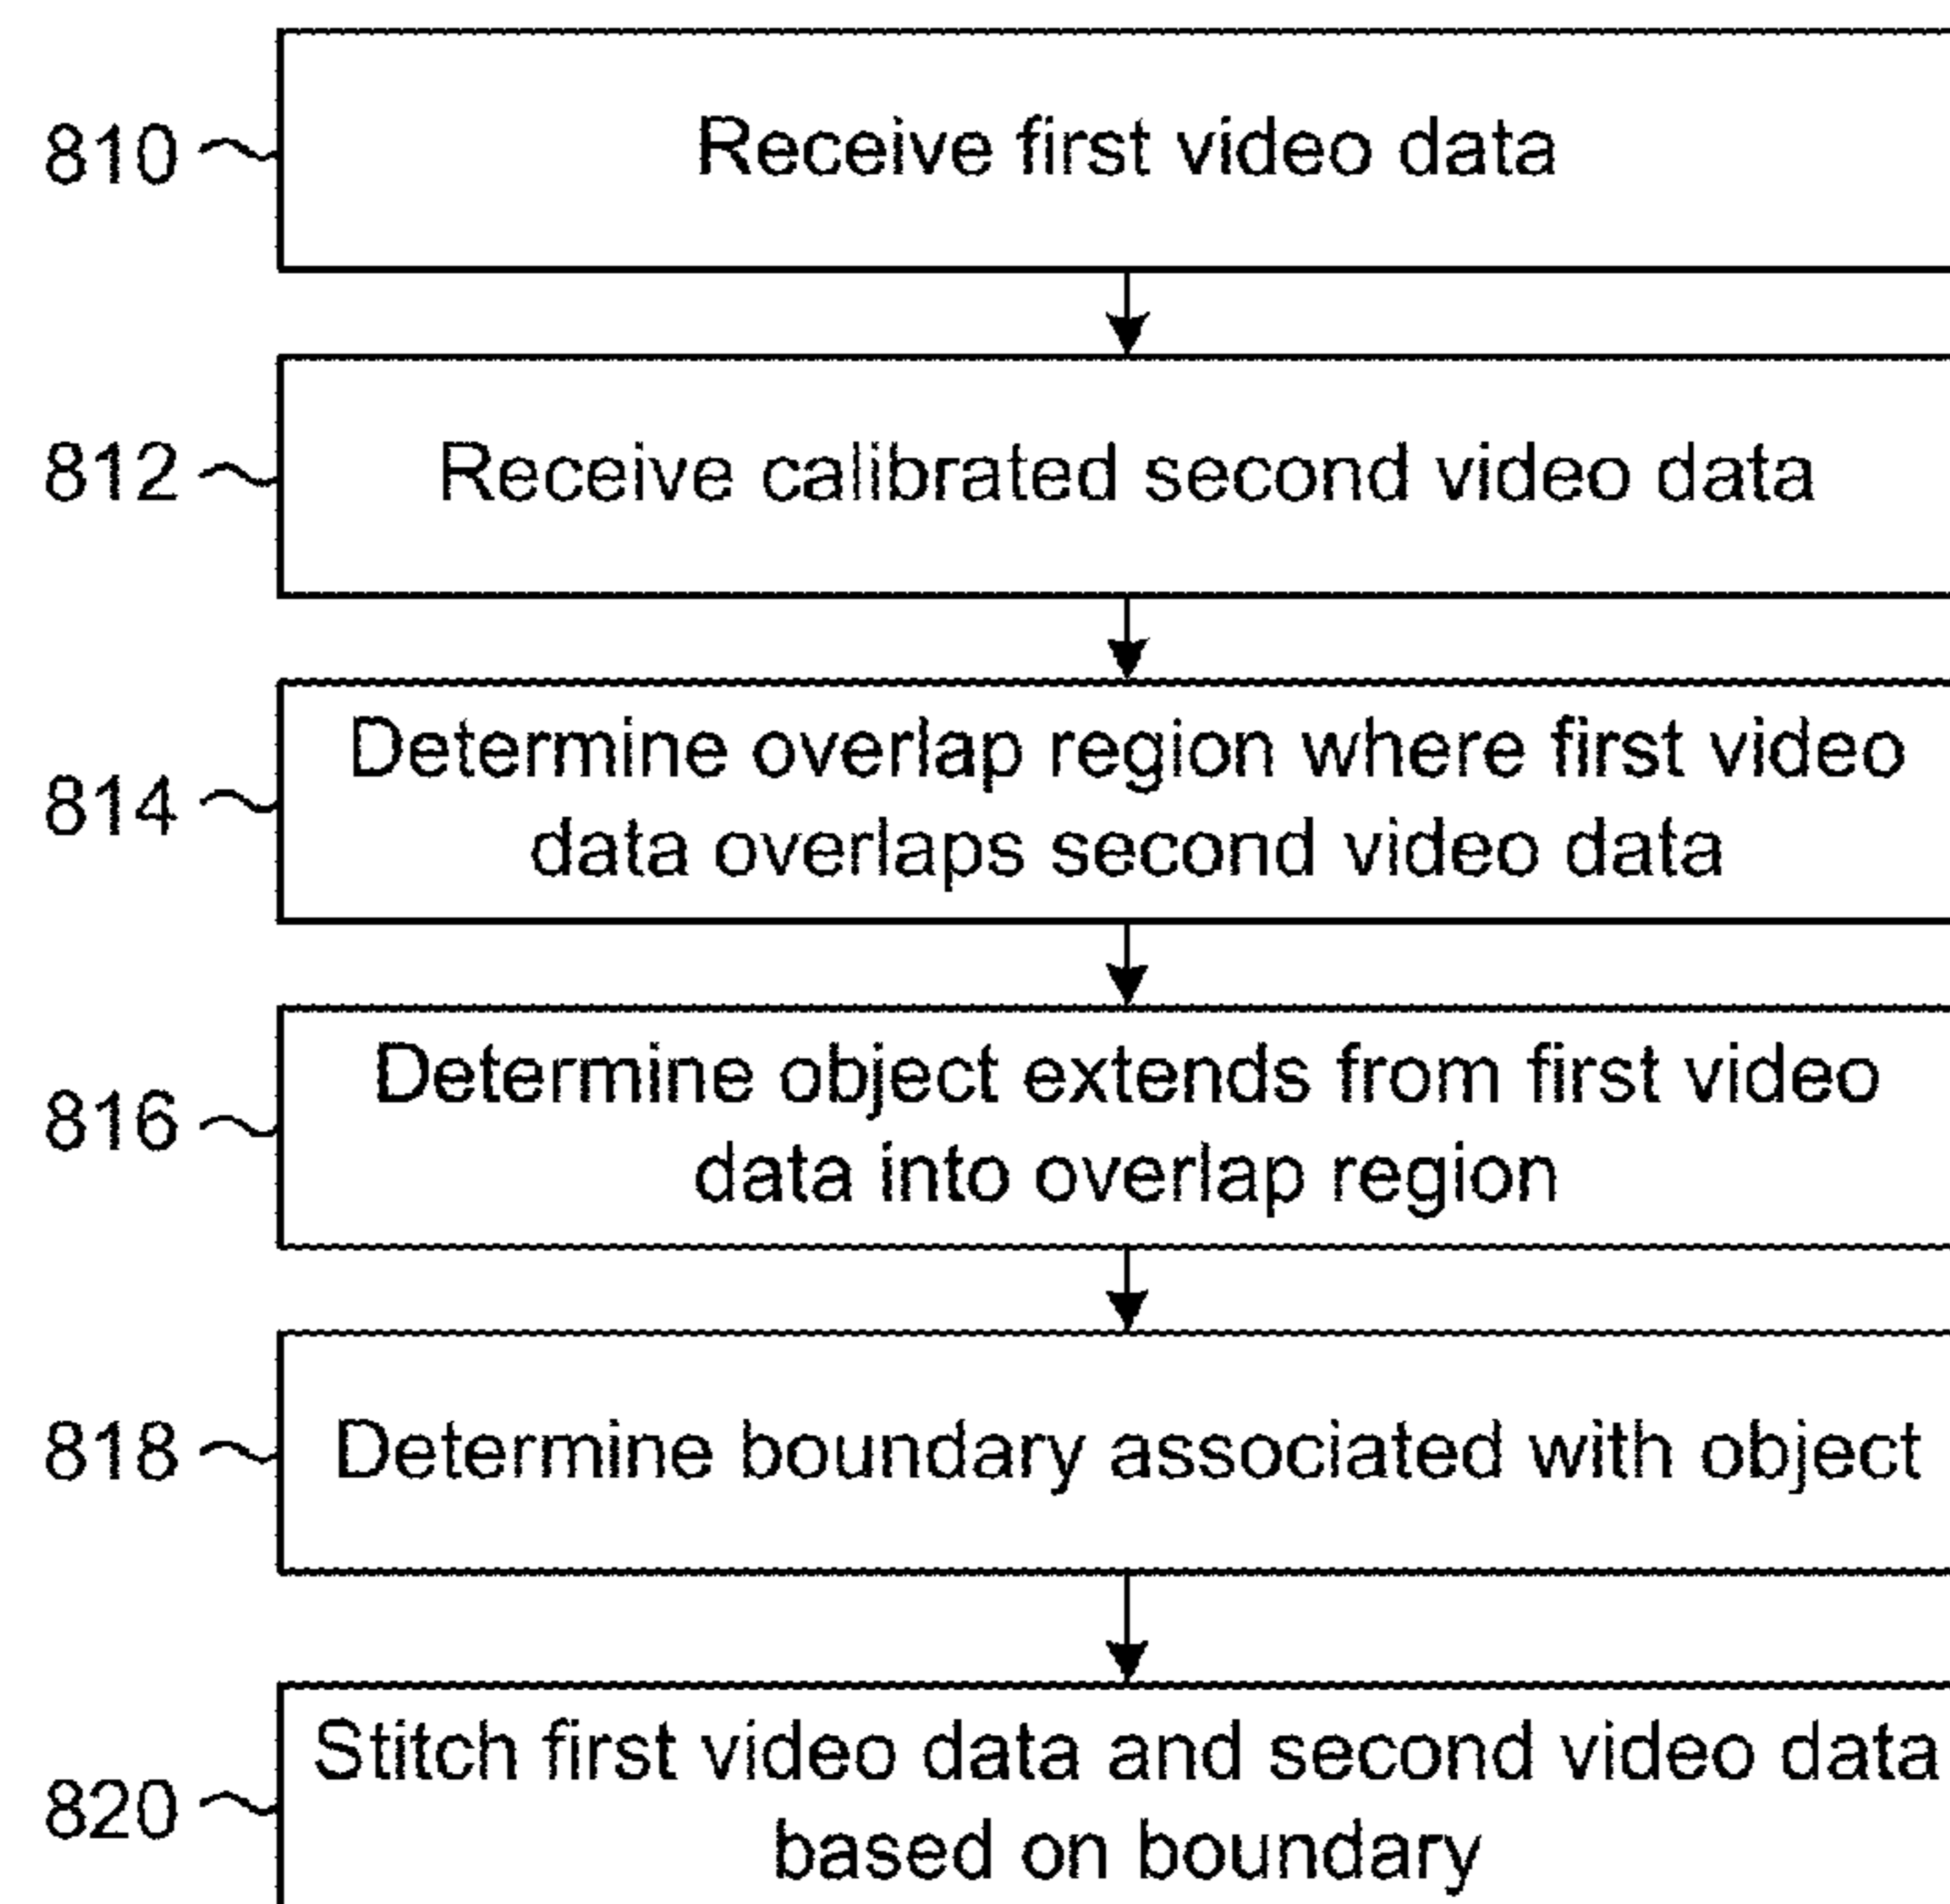 810
Receive first video data
812
Receive calibrated second video data
814
Determine overlap region where first video
data overlaps second video data
816
Determine object extends from first video
data into overlap region
818
Determine boundary associated with object
820
Stitch first video data and second video data
based on boundary